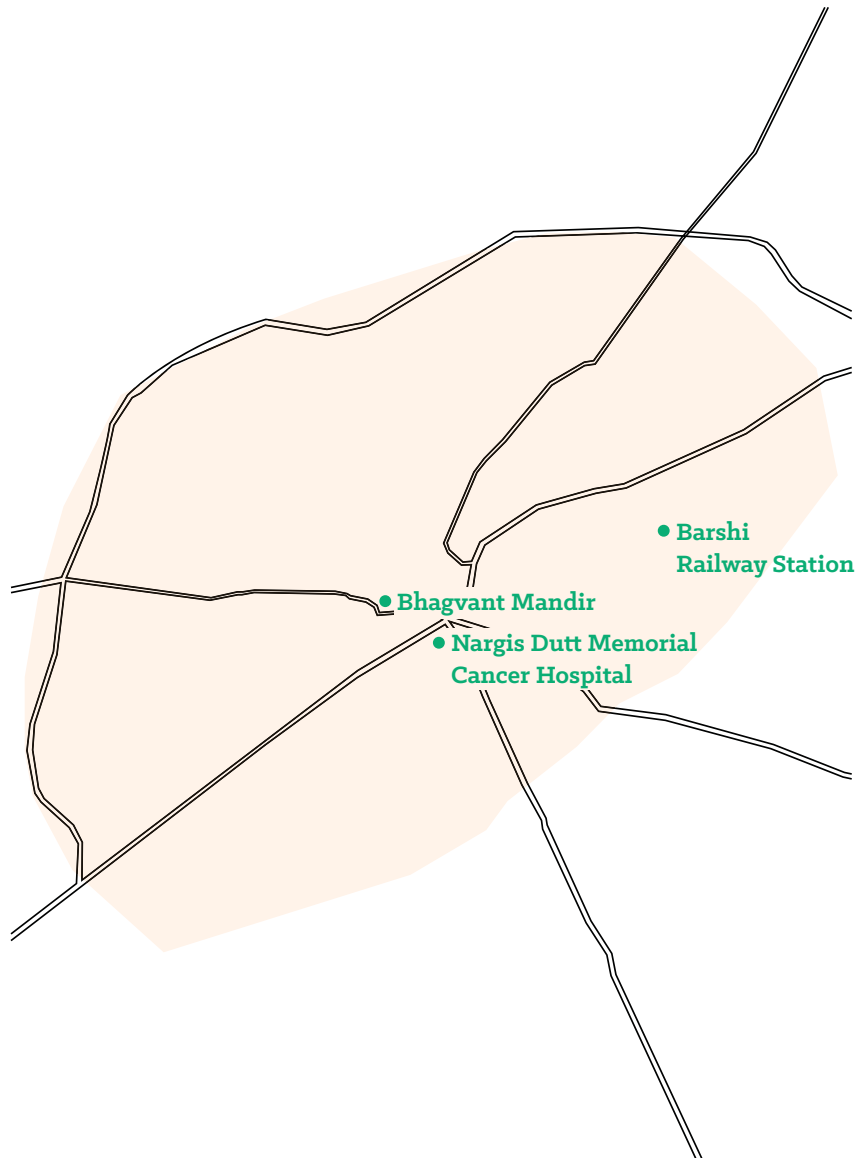 Barshi
Railway Station
Bhagvant Mandir
Nargis Dutt Memorial
Cancer Hospital